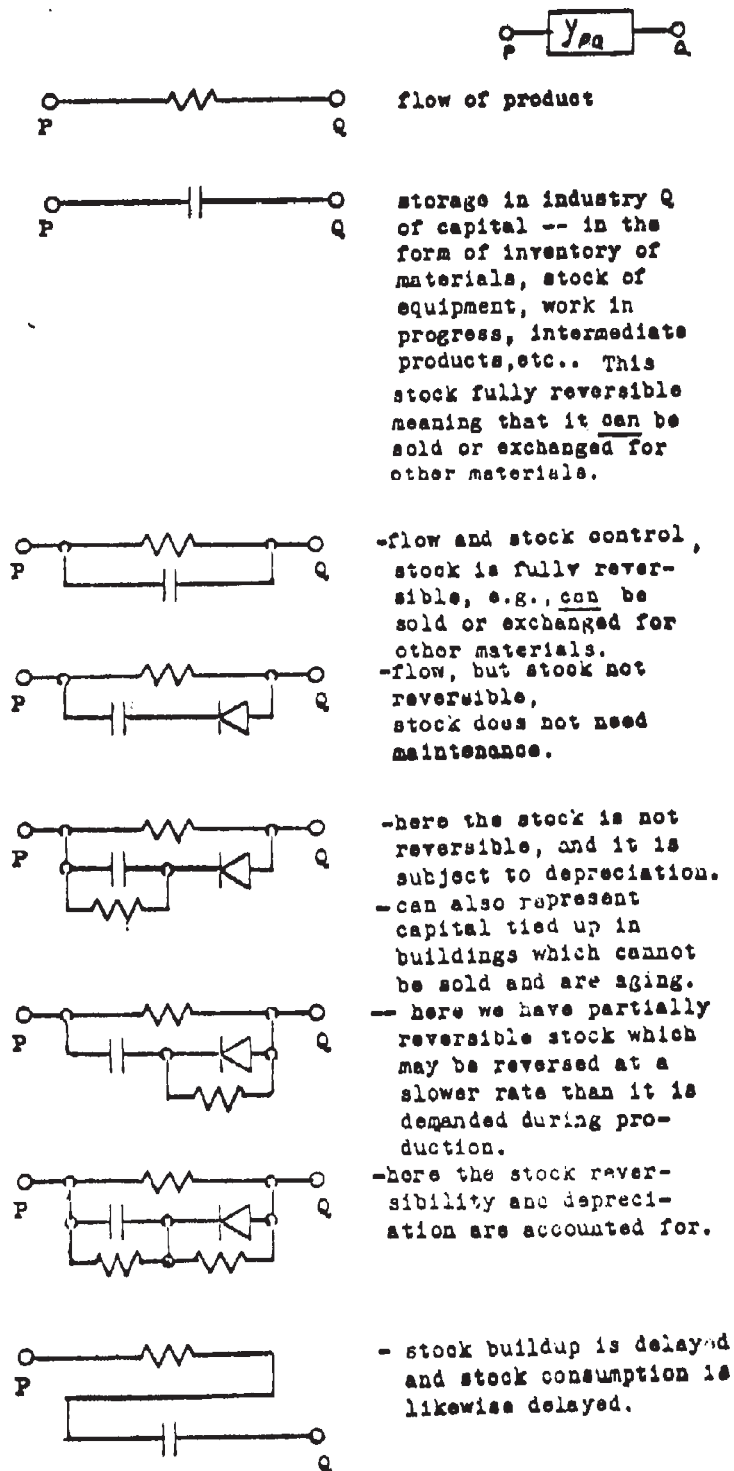 y_PQ
P Q
flow of product
P Q
storage in industry Q
of capital -- in the
form of inventory of
materials, stock of
equipment, work in
progress, intermediate
products,etc.. This
stock fully reversible
meaning that it can be
sold or exchanged for
other materials.
P Q
-flow and stock control,
stock is fully rever-
sible, e.g., can be
sold or exchanged for
other materials.
P Q
-flow, but stock not
reversible,
stock does not need
maintenance.
P Q
-here the stock is not
reversible, and it is
subject to depreciation.
-can also represent
capital tied up in
buildings which cannot
be sold and are aging.
P Q
-- here we have partially
reversible stock which
may be reversed at a
slower rate than it is
demanded during pro-
duction.
P Q
-here the stock rever-
sibility and depreci-
ation are accounted for.
P
- stock buildup is delayed
and stock consumption is
likewise delayed.
Q